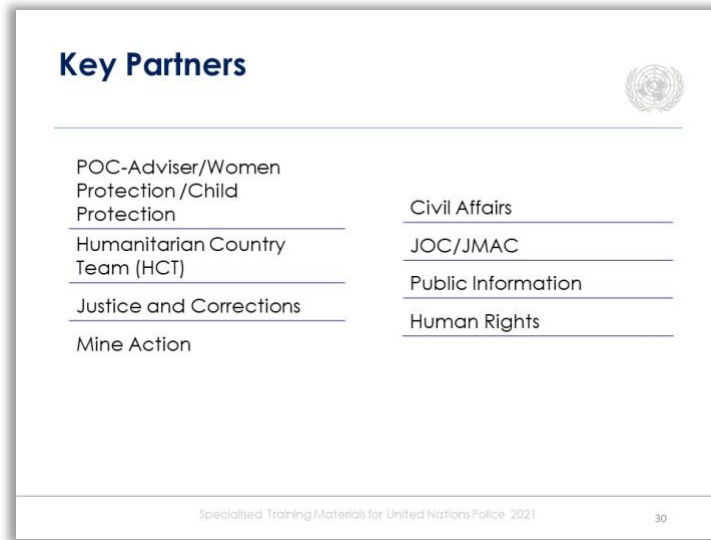 Key Partners
POC-Adviser/Women
Protection /Child
Protection
Humanitarian Country
Team (HCT)
Justice and Corrections
Mine Action
Civil Affairs
JOC/JMAC
Public Information
Human Rights
Specialised Training Materials for United Nations Police 2021
30